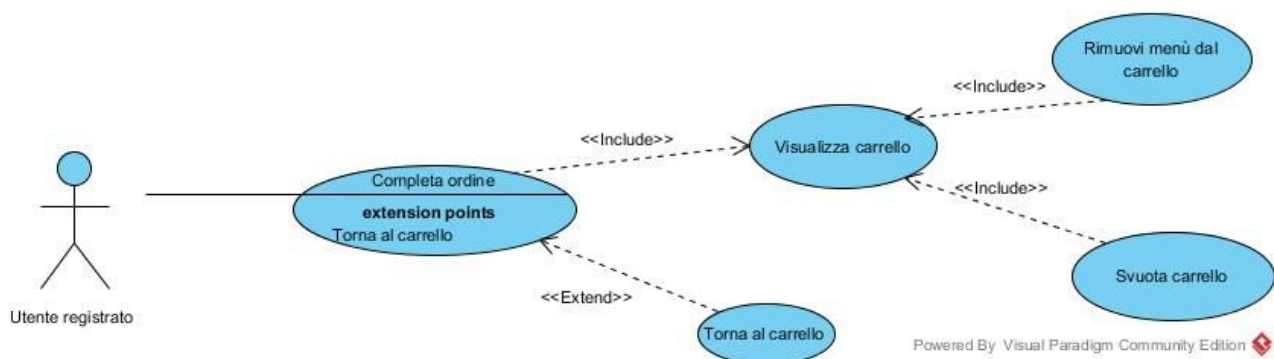 Rimuovi menù dal
carrello
<<Include>>
<<Include>>
Visualizza carrello
Completa ordine
extension points
Torna al carrello
<<Include>>
Svuota carrello
<<Extend>>
Utente registrato
Torna al carrello
Powered By Visual Paradigm Community Edition